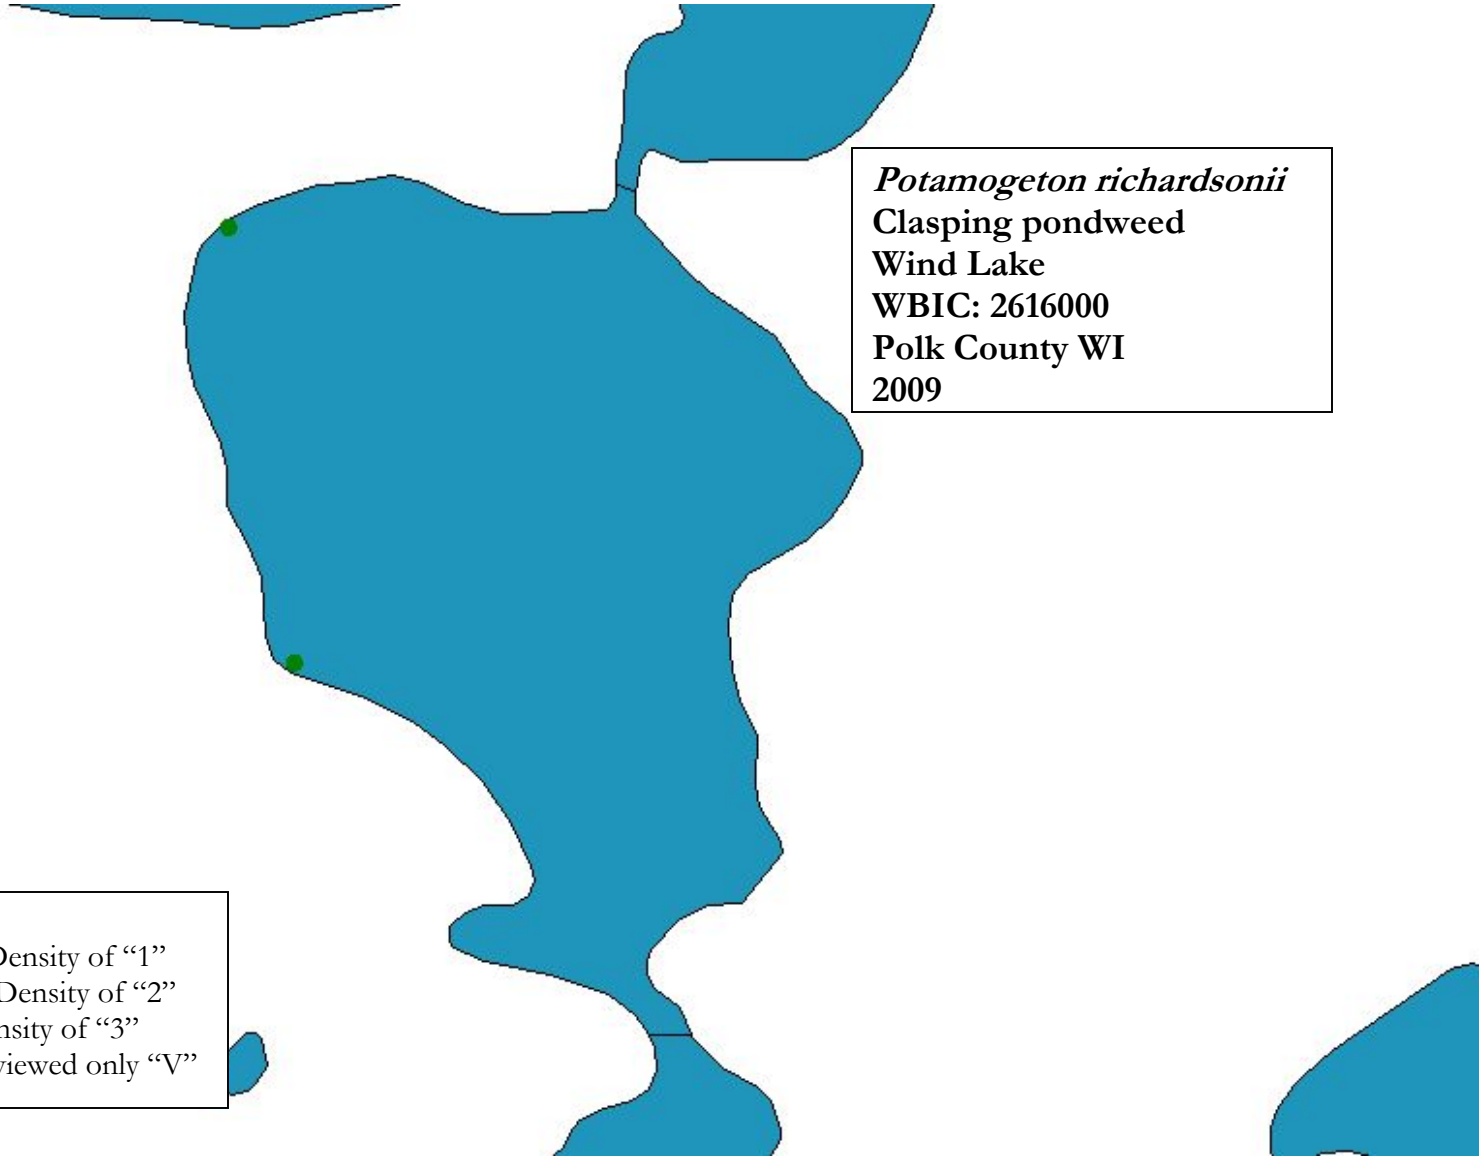 Potamogeton richardsonii
Clasping pondweed
Wind Lake
WBIC: 2616000
Polk County WI
2009
Density of “1”
Density of “2”
nsity of “3”
viewed only “V”